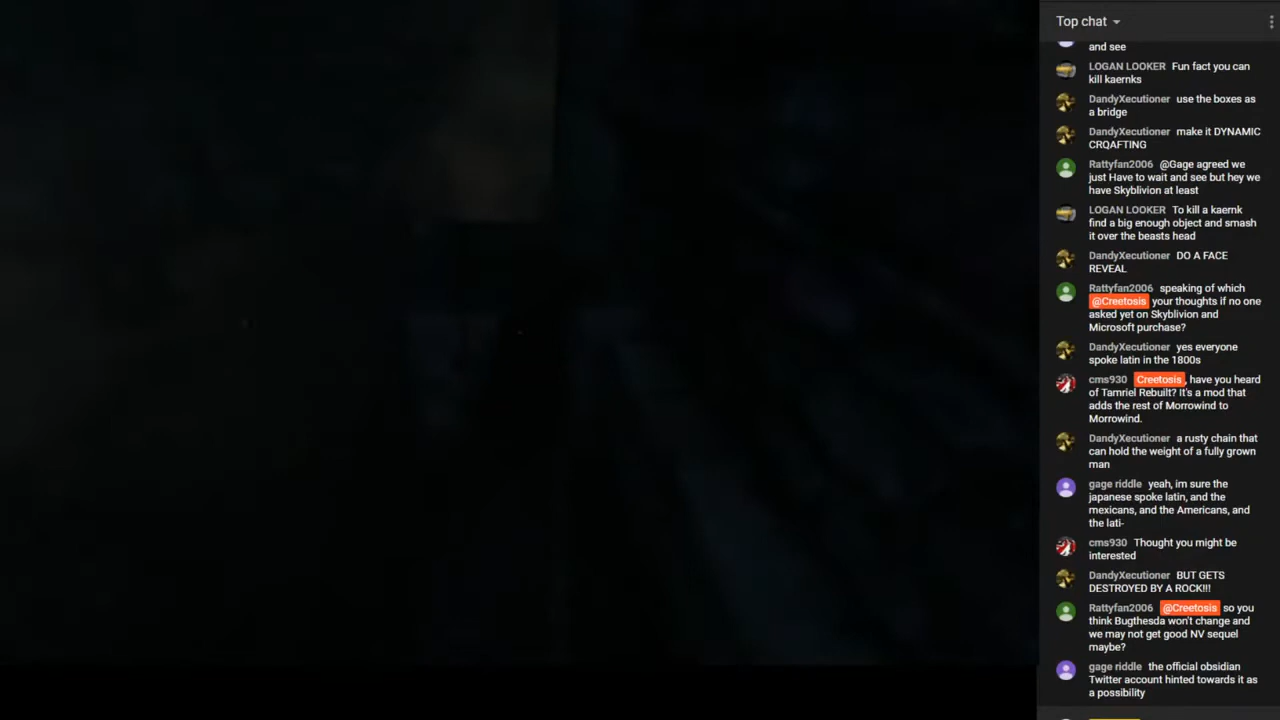 Top chat
and see
LOGAN LOOKER Fun fact you can
kill kaernks
DandyXecutioner use the boxes as
a bridge
DandyXecutioner make it DYNAMIC
CRQAFTING
Rattyfan2006 @Gage agreed we
just Have to wait and see but hey we
have Skyblivion at least
LOGAN LOOKER To kill a kaernk
find a big enough object and smash
it over the beasts head
DandyXecutioner DO A FACE
REVEAL
Rattyfan2006 speaking of which
@Creetosis your thoughts if no one
asked yet on Skyblivion and
Microsoft purchase?
DandyXecutioner yes everyone
spoke latin in the 1800s
cms930 Creetosis, have you heard
of Tamriel Rebuilt? It's a mod that
adds the rest of Morrowind to
Morrowind.
DandyXecutioner a rusty chain that
can hold the weight of a fully grown
man
gage riddle yeah, im sure the
japanese spoke latin, and the
mexicans, and the Americans, and
the lati-
cms930 Thought you might be
interested
DandyXecutioner BUT GETS
DESTROYED BY A ROCK!!!
Rattyfan2006 @Creetosis so you
think Bugthesda won't change and
we may not get good NV sequel
maybe?
gage riddle the official obsidian
Twitter account hinted towards it as
a possibility